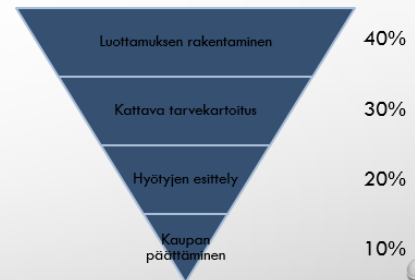 Luottamuksen rakentaminen 40%
Kattava tarvekartoitus 30%
Hyötyjen esittely 20%
Kaupan
päättäminen 10%